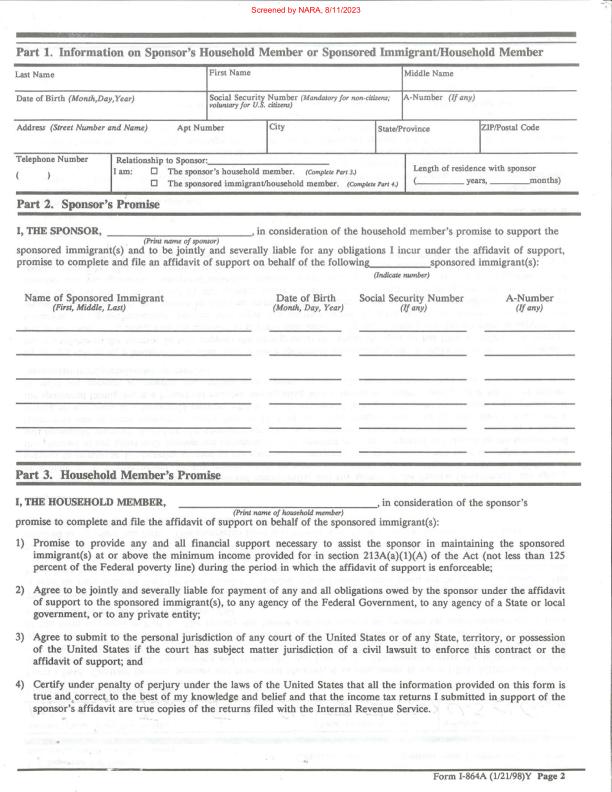 Screened by NARA, 8/11/2023
Part 1. Information on Sponsor's Household Member or Sponsored Immigrant/Household Member
Last Name First Name Middle Name
Date of Birth (Month,Day,Year) Social Security Number (Mandatory for non-citizens; voluntary for U.S. citizens) A-Number (If any)
Address (Street Number and Name) Apt Number City State/Province ZIP/Postal Code
Telephone Number Relationship to Sponsor: Length of residence with sponsor
I am: ☐ The sponsor's household member. (Complete Part 3.)
( ) ☐ The sponsored immigrant/household member. (Complete Part 4.) (________ years, ________months)
Part 2. Sponsor's Promise
I, THE SPONSOR, ____________________, in consideration of the household member's promise to support the
(Print name of sponsor)
sponsored immigrant(s) and to be jointly and severally liable for any obligations I incur under the affidavit of support,
promise to complete and file an affidavit of support on behalf of the following__________sponsored immigrant(s):
(Indicate number)
Name of Sponsored Immigrant Date of Birth Social Security Number A-Number
(First, Middle, Last) (Month, Day, Year) (If any) (If any)
Part 3. Household Member's Promise
I, THE HOUSEHOLD MEMBER, ____________________, in consideration of the sponsor's
(Print name of household member)
promise to complete and file the affidavit of support on behalf of the sponsored immigrant(s):
1) Promise to provide any and all financial support necessary to assist the sponsor in maintaining the sponsored
immigrant(s) at or above the minimum income provided for in section 213A(a)(1)(A) of the Act (not less than 125
percent of the Federal poverty line) during the period in which the affidavit of support is enforceable;
2) Agree to be jointly and severally liable for payment of any and all obligations owed by the sponsor under the affidavit
of support to the sponsored immigrant(s), to any agency of the Federal Government, to any agency of a State or local
government, or to any private entity;
3) Agree to submit to the personal jurisdiction of any court of the United States or of any State, territory, or possession
of the United States if the court has subject matter jurisdiction of a civil lawsuit to enforce this contract or the
affidavit of support; and
4) Certify under penalty of perjury under the laws of the United States that all the information provided on this form is
true and correct to the best of my knowledge and belief and that the income tax returns I submitted in support of the
sponsor's affidavit are true copies of the returns filed with the Internal Revenue Service.
Form I-864A (1/21/98)Y Page 2